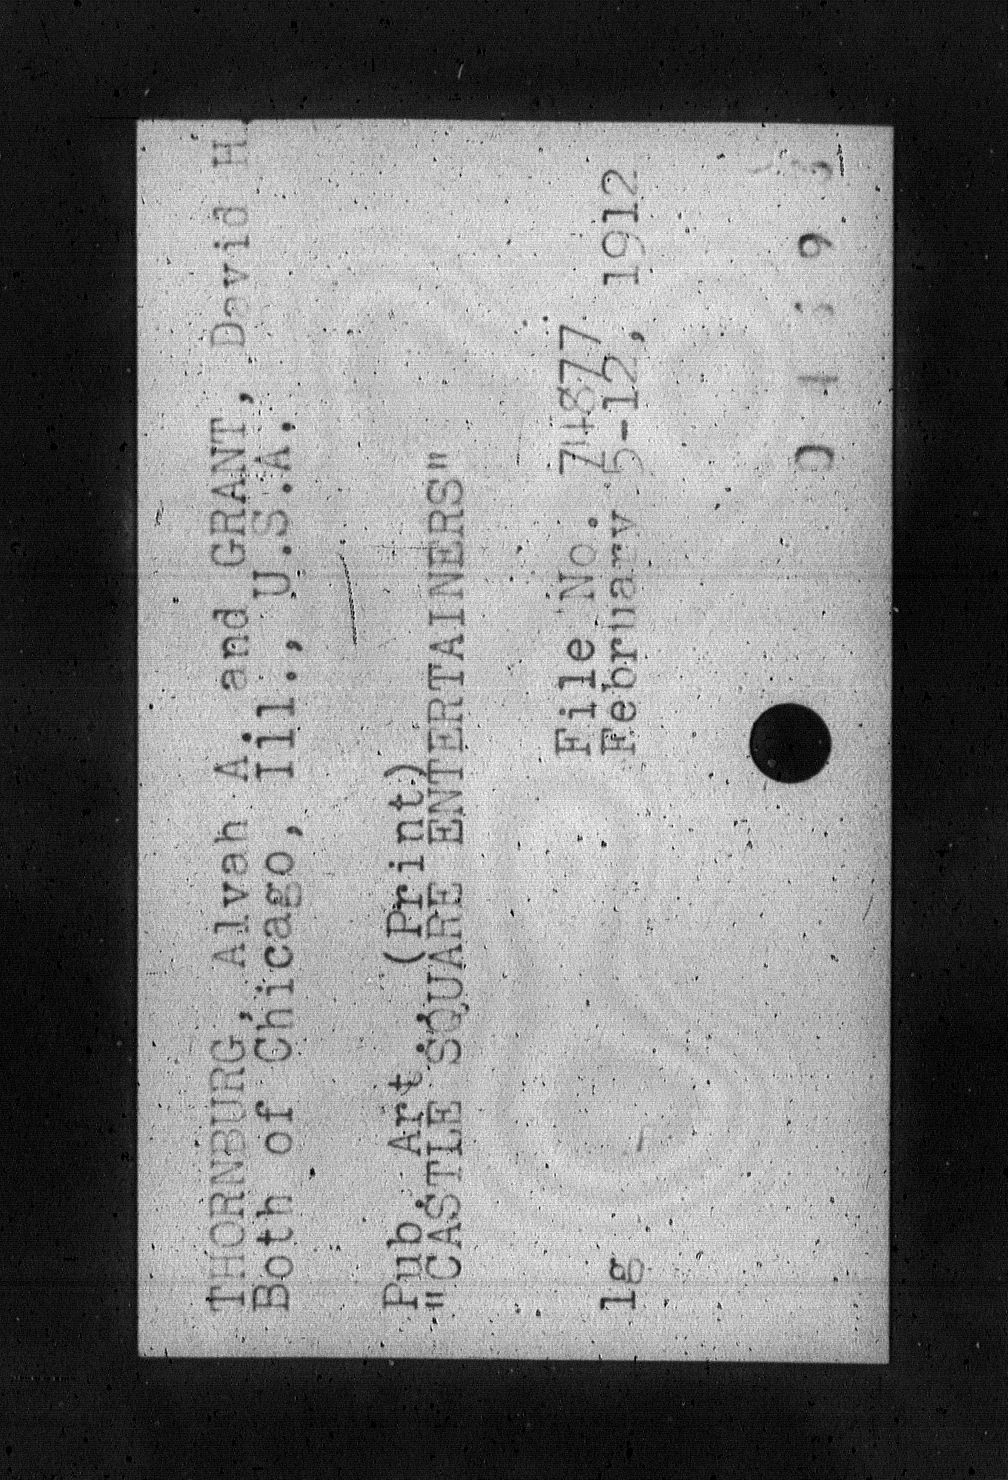 THORNBURG, Alvah A. and GRANT, David H.
Both of Chicago, Ill., U.S.A.
Pub. Art., (Print)
"CASTLE SQUARE ENTERTAINERS"
File No. 74877
lg February 5-12, 1912